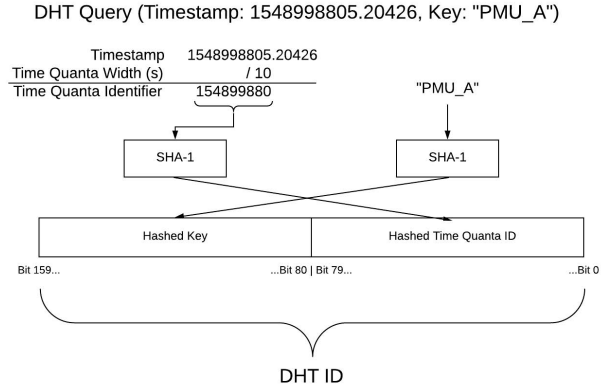 DHT Query (Timestamp: 1548998805.20426, Key: "PMU_A")
Timestamp 1548998805.20426
Time Quanta Width (s) / 10
Time Quanta Identifier 154899880
"PMU_A"
SHA-1 SHA-1
Hashed Key Hashed Time Quanta ID
Bit 159... ...Bit 80 | Bit 79... ...Bit 0
DHT ID